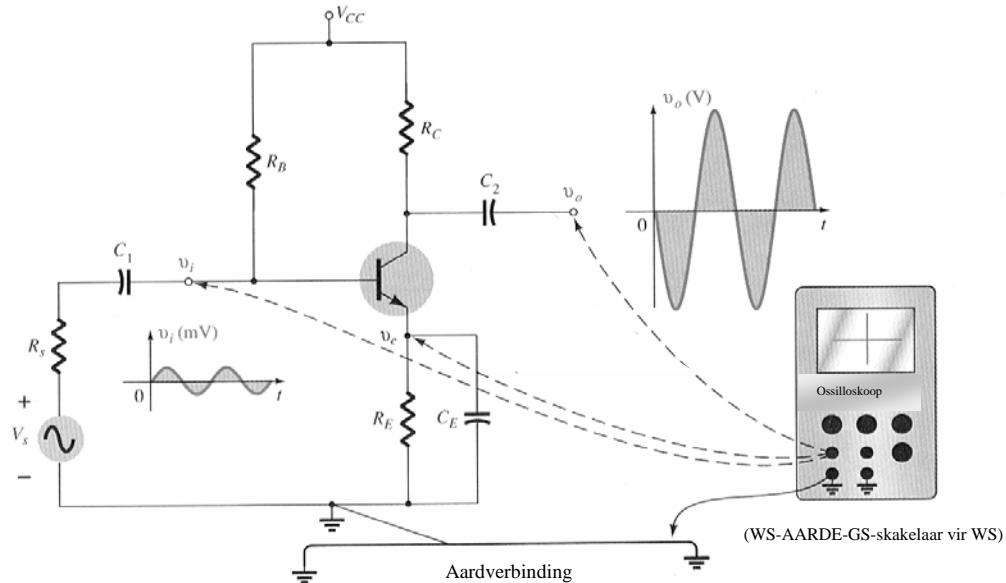 V_CC
R_C
R_B
C_2
υ_o
υ_o (V)
0
t
C_1
υ_i
υ_i (mV)
0
t
υ_e
R_s
+
V_s
−
R_E
C_E
Ossilloskoop
(WS-AARDE-GS-skakelaar vir WS)
Aardverbinding